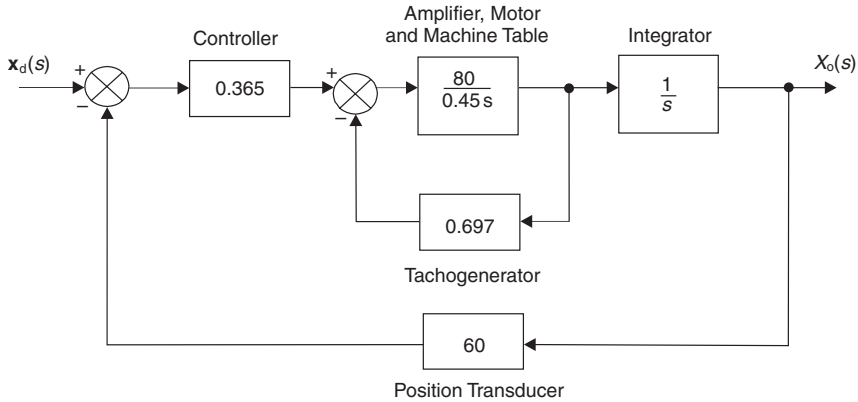 Amplifier, Motor
and Machine Table
Controller
Integrator
x_d(s)
X_o(s)
+
−
0.365
+
−
80
0.45 s
1
s
0.697
Tachogenerator
60
Position Transducer